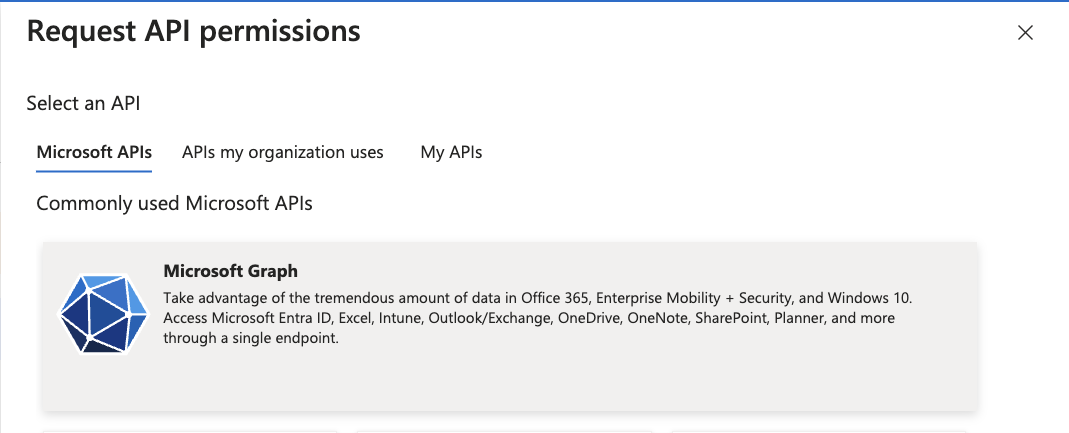 Request API permissions
Select an API
Microsoft APIs
APIs my organization uses
My APIs
Commonly used Microsoft APIs
Microsoft Graph
Take advantage of the tremendous amount of data in Office 365, Enterprise Mobility + Security, and Windows 10.
Access Microsoft Entra ID, Excel, Intune, Outlook/Exchange, OneDrive, OneNote, SharePoint, Planner, and more
through a single endpoint.